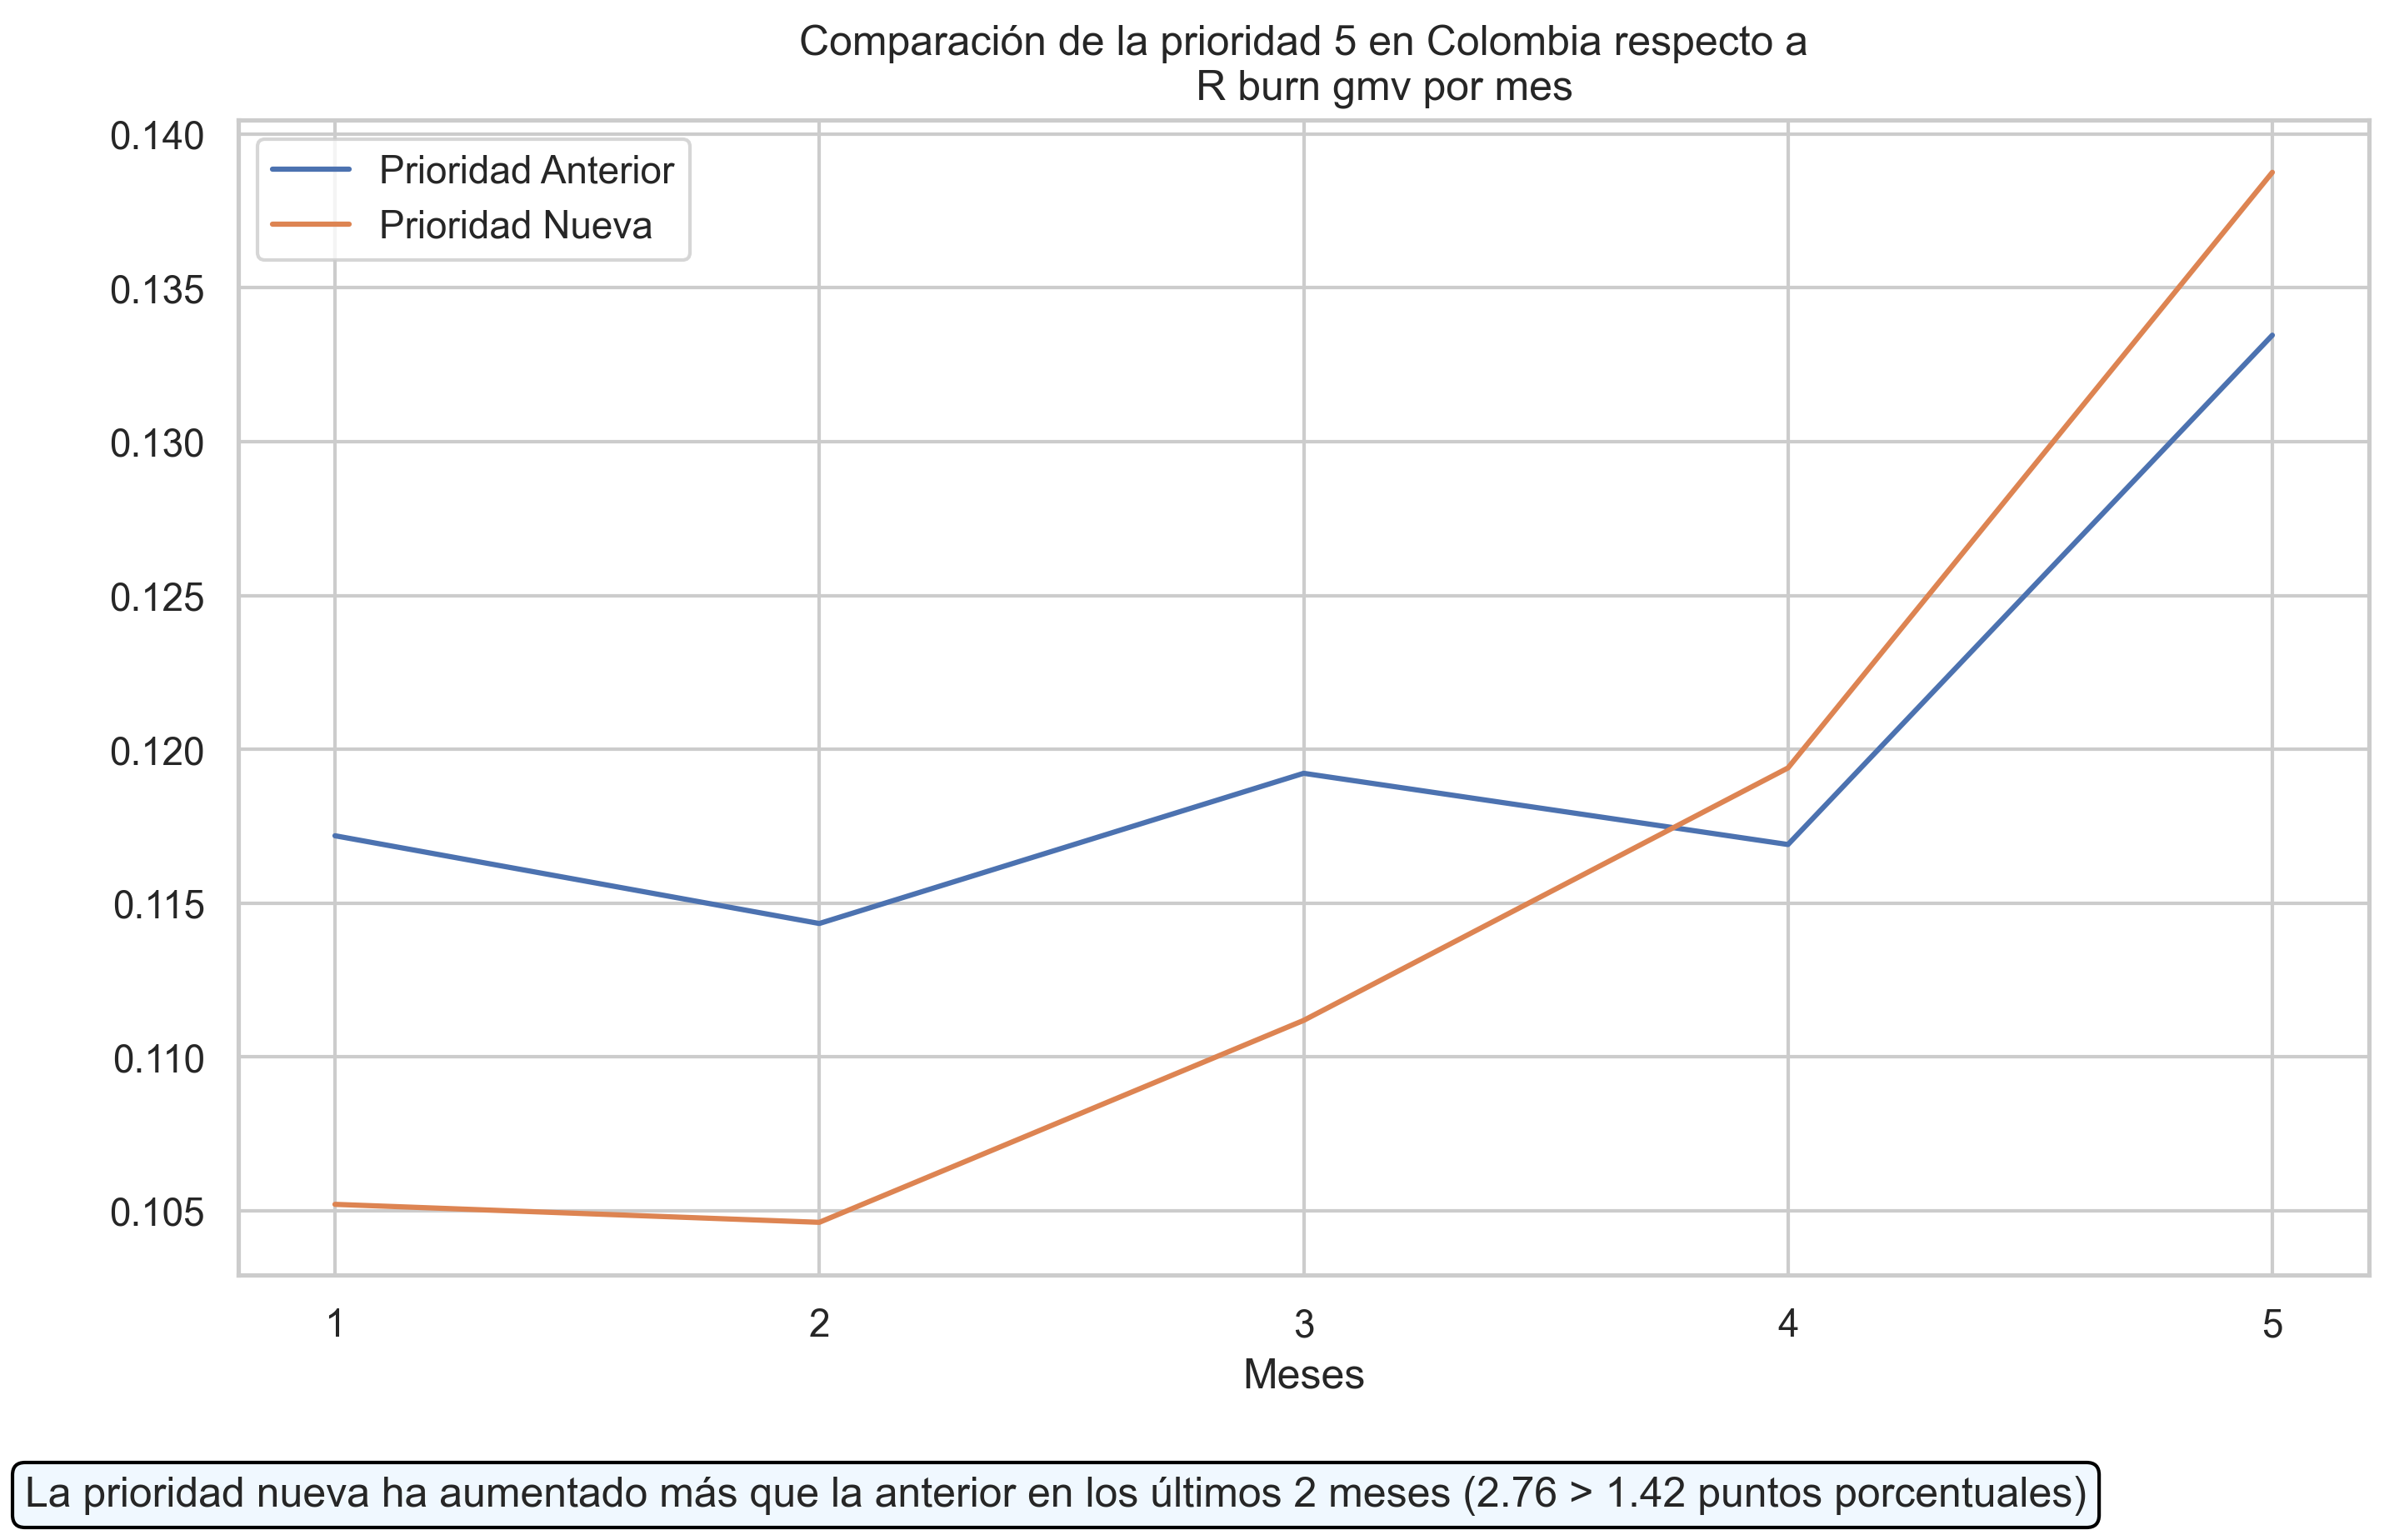 Comparación de la prioridad 5 en Colombia respecto a
R burn gmv por mes
0.140
0.135
0.130
0.125
0.120
0.115
0.110
0.105
Prioridad Anterior
Prioridad Nueva
1 2 3 4 5
Meses
La prioridad nueva ha aumentado más que la anterior en los últimos 2 meses (2.76 > 1.42 puntos porcentuales)